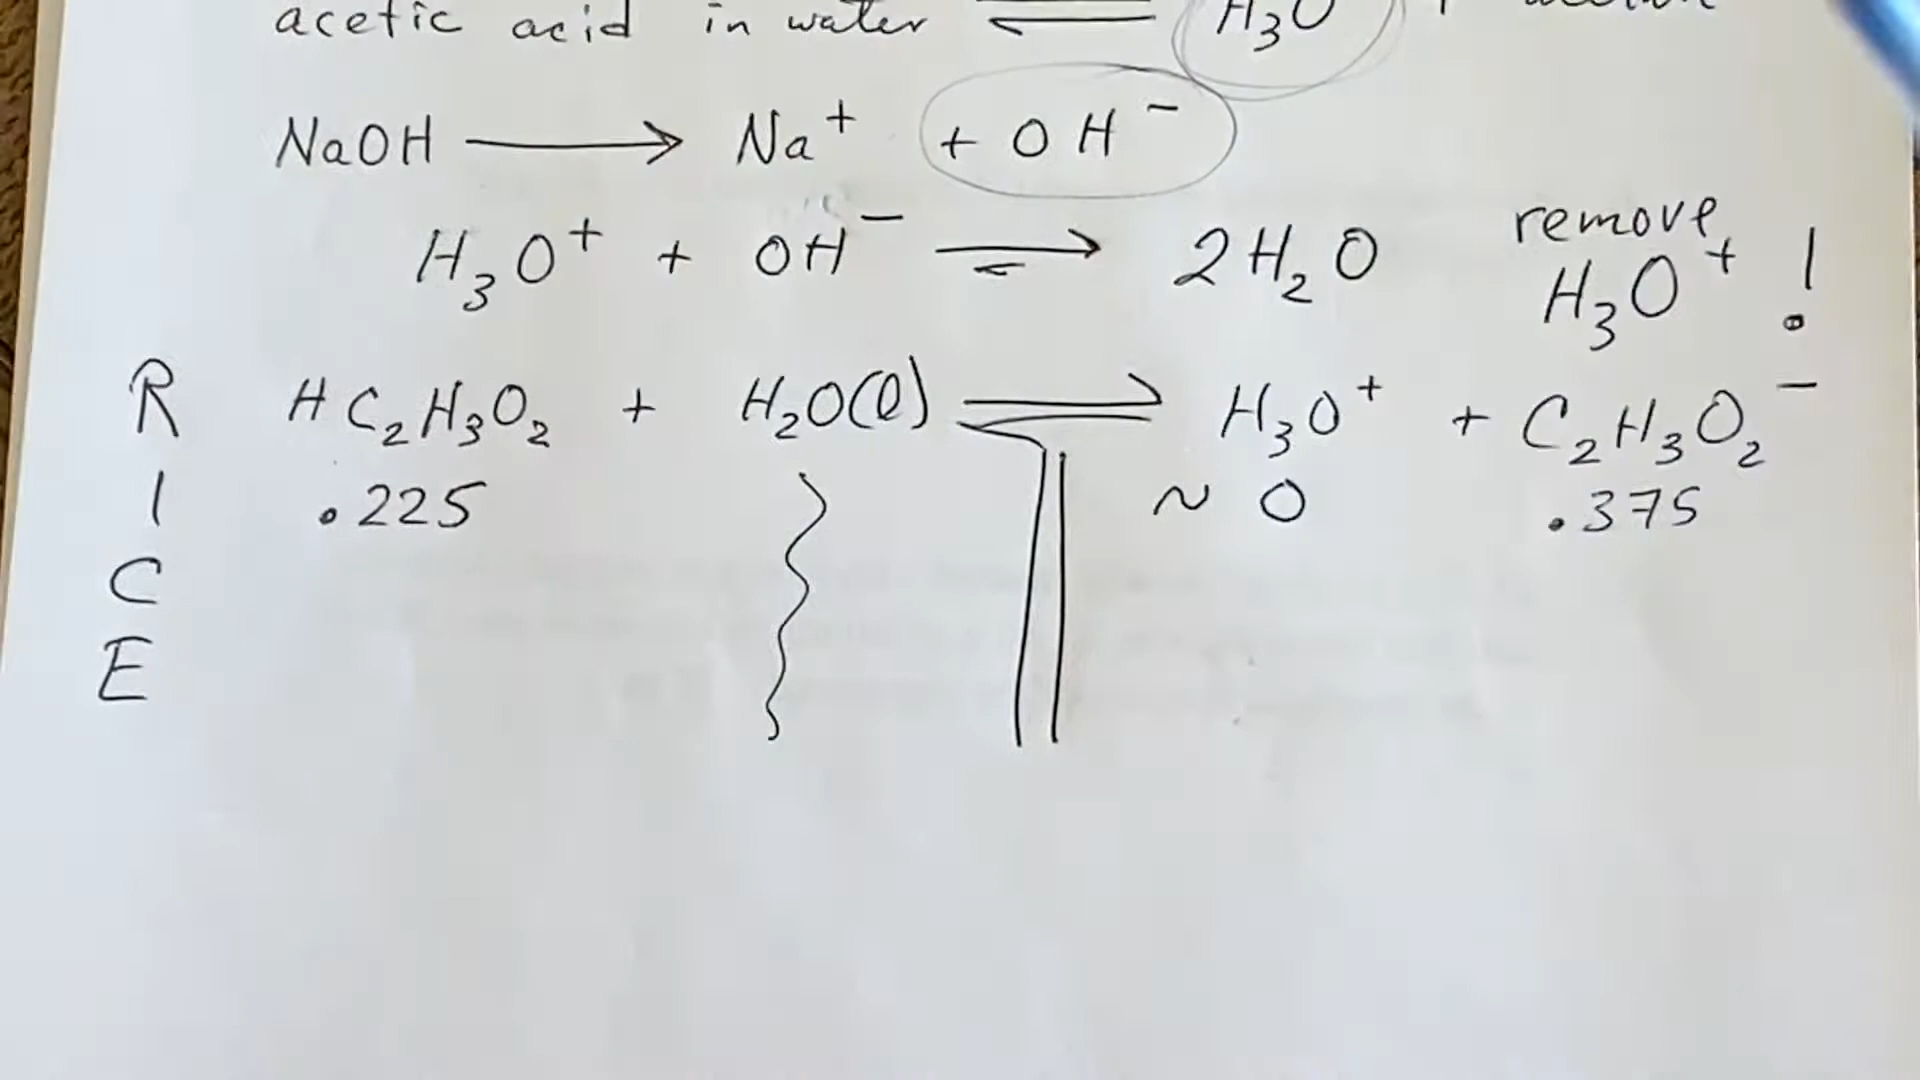 acetic acid in water ⇌ H₃O +
NaOH ⟶ Na⁺ + OH⁻
H₃O⁺ + OH⁻ ⇌ 2H₂O remove H₃O⁺ !
R HC₂H₃O₂ + H₂O(l) ⇌ H₃O⁺ + C₂H₃O₂⁻
I .225 ~ 0 .375
C
E